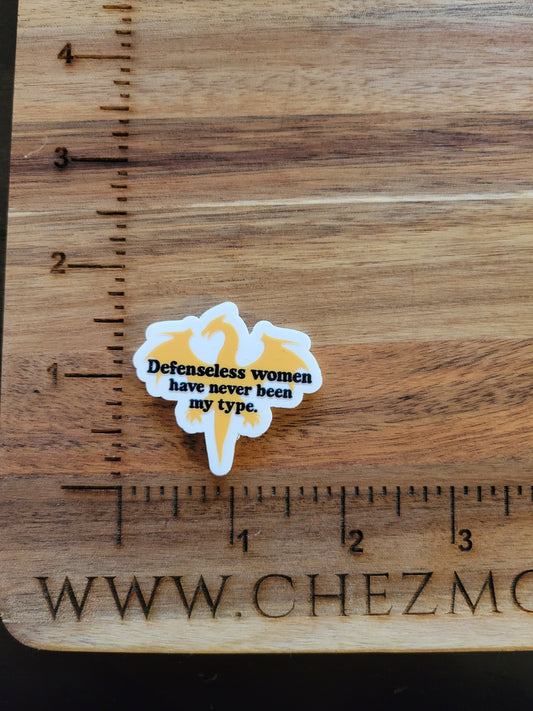 4
3
2
1
Defenseless women
have never been
my type.
1 2 3
WWW.CHEZMO